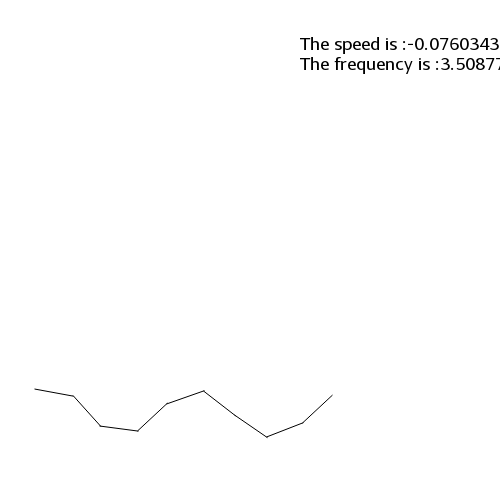 The speed is :-0.0760343
The frequency is :3.50877